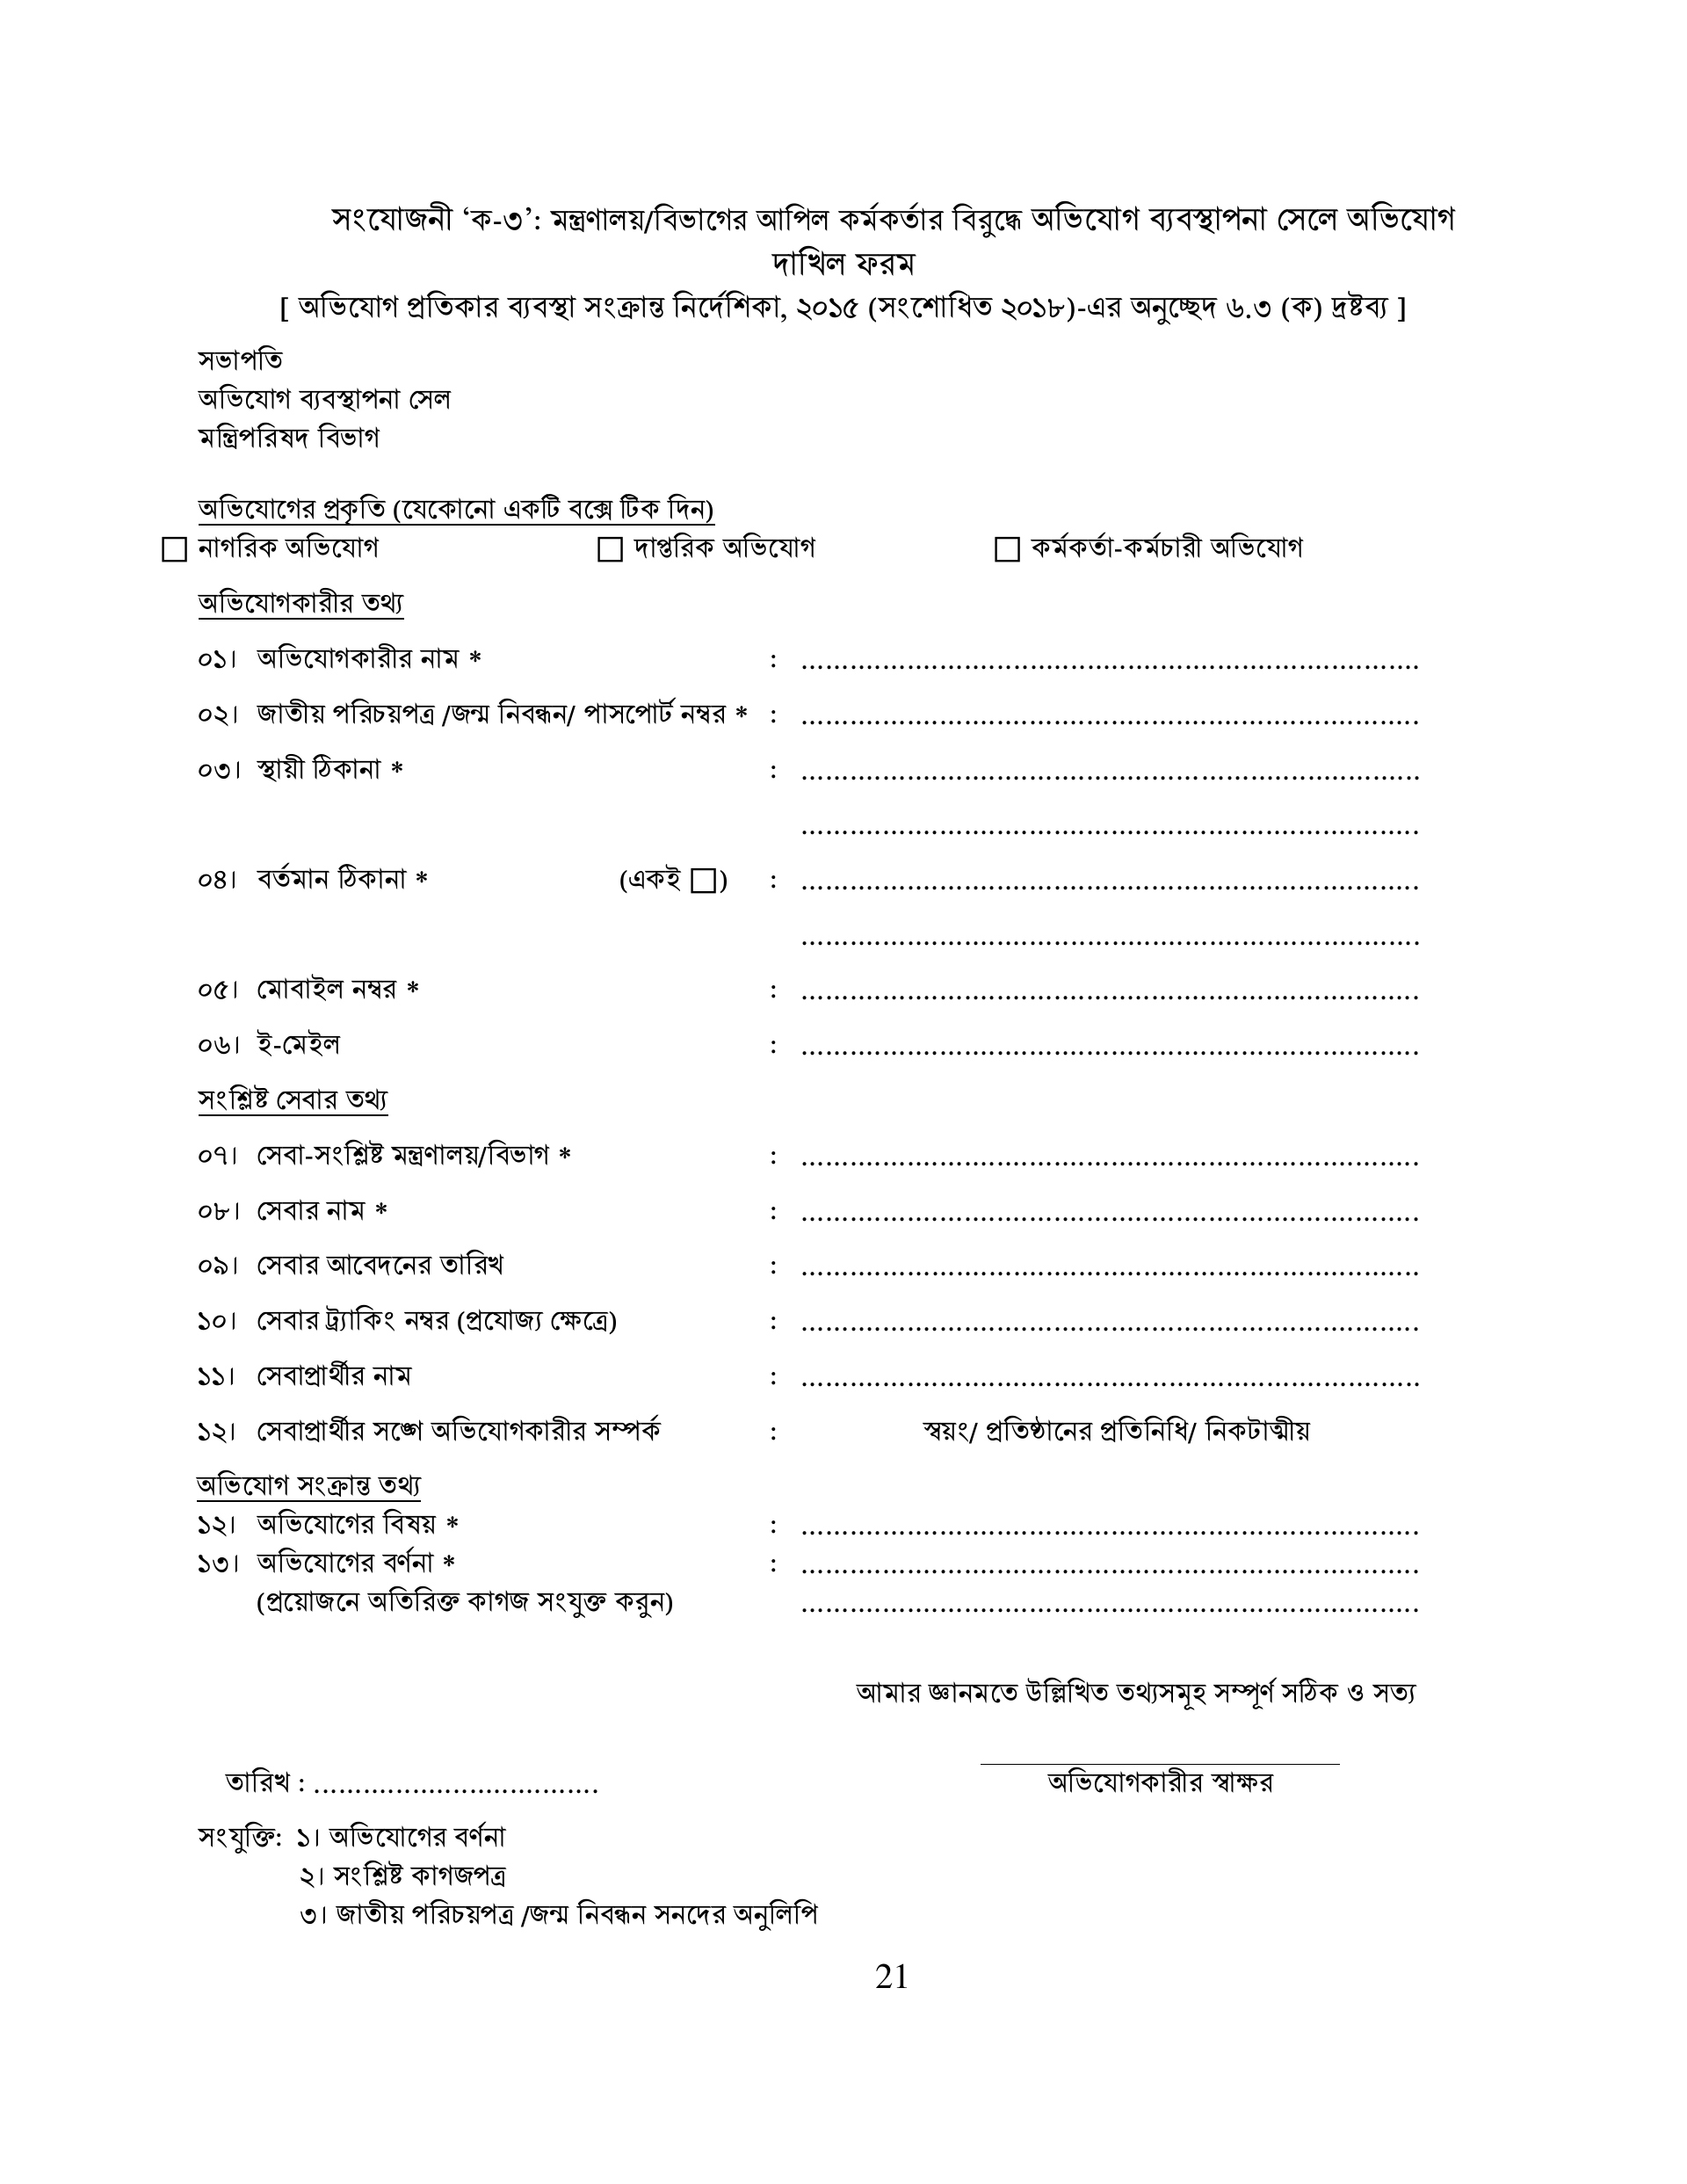 সংযোজনী ‘ক-৩’: মন্ত্রণালয়/বিভাগের আপিল কর্মকর্তার বিরুদ্ধে অভিযোগ ব্যবস্থাপনা সেলে অভিযোগ
দাখিল ফরম
[ অভিযোগ প্রতিকার ব্যবস্থা সংক্রান্ত নির্দেশিকা, ২০১৫ (সংশোধিত ২০১৮)-এর অনুচ্ছেদ ৬.৩ (ক) দ্রষ্টব্য ]
সভাপতি
অভিযোগ ব্যবস্থাপনা সেল
মন্ত্রিপরিষদ বিভাগ
অভিযোগের প্রকৃতি (যেকোনো একটি বক্সে টিক দিন)
☐ নাগরিক অভিযোগ ☐ দাপ্তরিক অভিযোগ ☐ কর্মকর্তা-কর্মচারী অভিযোগ
অভিযোগকারীর তথ্য
০১। অভিযোগকারীর নাম * : ............................................................................
০২। জাতীয় পরিচয়পত্র /জন্ম নিবন্ধন/ পাসপোর্ট নম্বর * : ............................................................................
০৩। স্থায়ী ঠিকানা * : ............................................................................
............................................................................
০৪। বর্তমান ঠিকানা * (একই ☐) : ............................................................................
............................................................................
০৫। মোবাইল নম্বর * : ............................................................................
০৬। ই-মেইল : ............................................................................
সংশ্লিষ্ট সেবার তথ্য
০৭। সেবা-সংশ্লিষ্ট মন্ত্রণালয়/বিভাগ * : ............................................................................
০৮। সেবার নাম * : ............................................................................
০৯। সেবার আবেদনের তারিখ : ............................................................................
১০। সেবার ট্র্যাকিং নম্বর (প্রযোজ্য ক্ষেত্রে) : ............................................................................
১১। সেবাপ্রার্থীর নাম : ............................................................................
১২। সেবাপ্রার্থীর সঙ্গে অভিযোগকারীর সম্পর্ক : স্বয়ং/ প্রতিষ্ঠানের প্রতিনিধি/ নিকটাত্মীয়
অভিযোগ সংক্রান্ত তথ্য
১২। অভিযোগের বিষয় * : ............................................................................
১৩। অভিযোগের বর্ণনা * : ............................................................................
(প্রয়োজনে অতিরিক্ত কাগজ সংযুক্ত করুন) ............................................................................
আমার জ্ঞানমতে উল্লিখিত তথ্যসমূহ সম্পূর্ণ সঠিক ও সত্য
তারিখ : ................................... অভিযোগকারীর স্বাক্ষর
সংযুক্তি: ১। অভিযোগের বর্ণনা
২। সংশ্লিষ্ট কাগজপত্র
৩। জাতীয় পরিচয়পত্র /জন্ম নিবন্ধন সনদের অনুলিপি
21